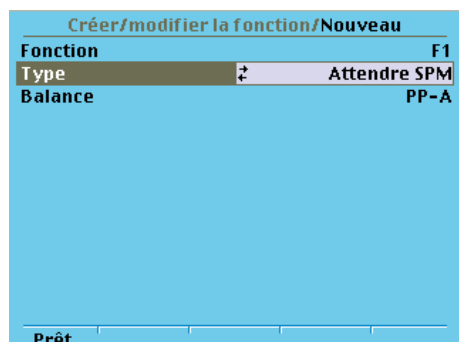 Créer/modifier la fonction/Nouveau
Fonction F1
Type Attendre SPM
Balance PP-A
Prêt